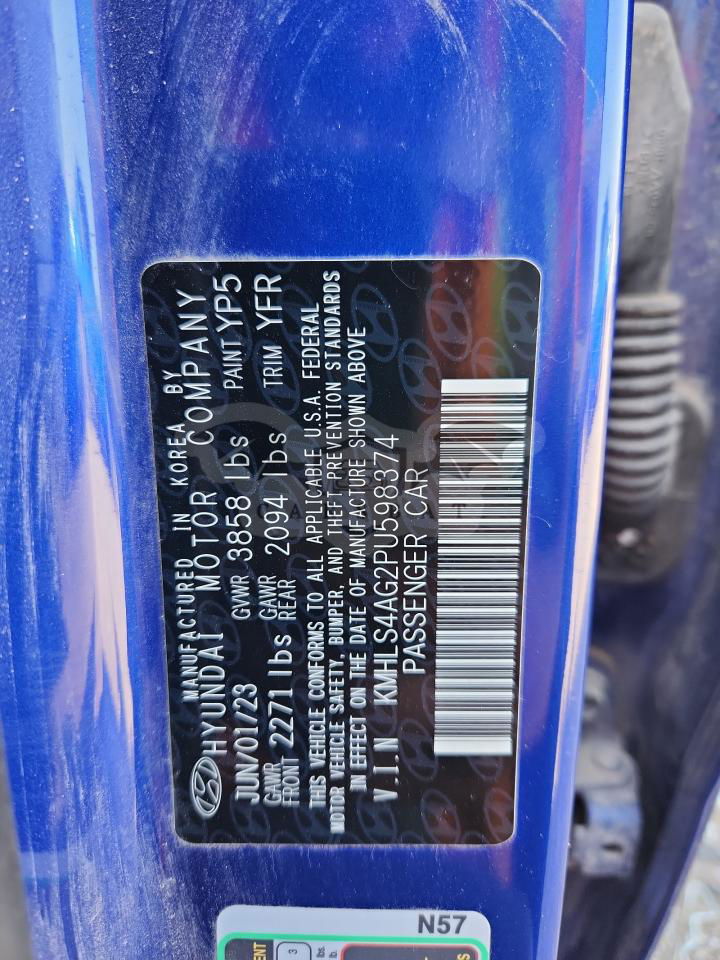 MANUFACTURED IN KOREA BY
HYUNDAI MOTOR COMPANY
JUN/01/23 GVWR 3858 lbs PAINT YP5
GAWR FRONT 2271 lbs GAWR REAR 2094 lbs TRIM YFR
THIS VEHICLE CONFORMS TO ALL APPLICABLE U.S.A. FEDERAL
MOTOR VEHICLE SAFETY, BUMPER, AND THEFT PREVENTION STANDARDS
IN EFFECT ON THE DATE OF MANUFACTURE SHOWN ABOVE
V.I.N KMHLS4AG2PU598374
PASSENGER CAR
N57